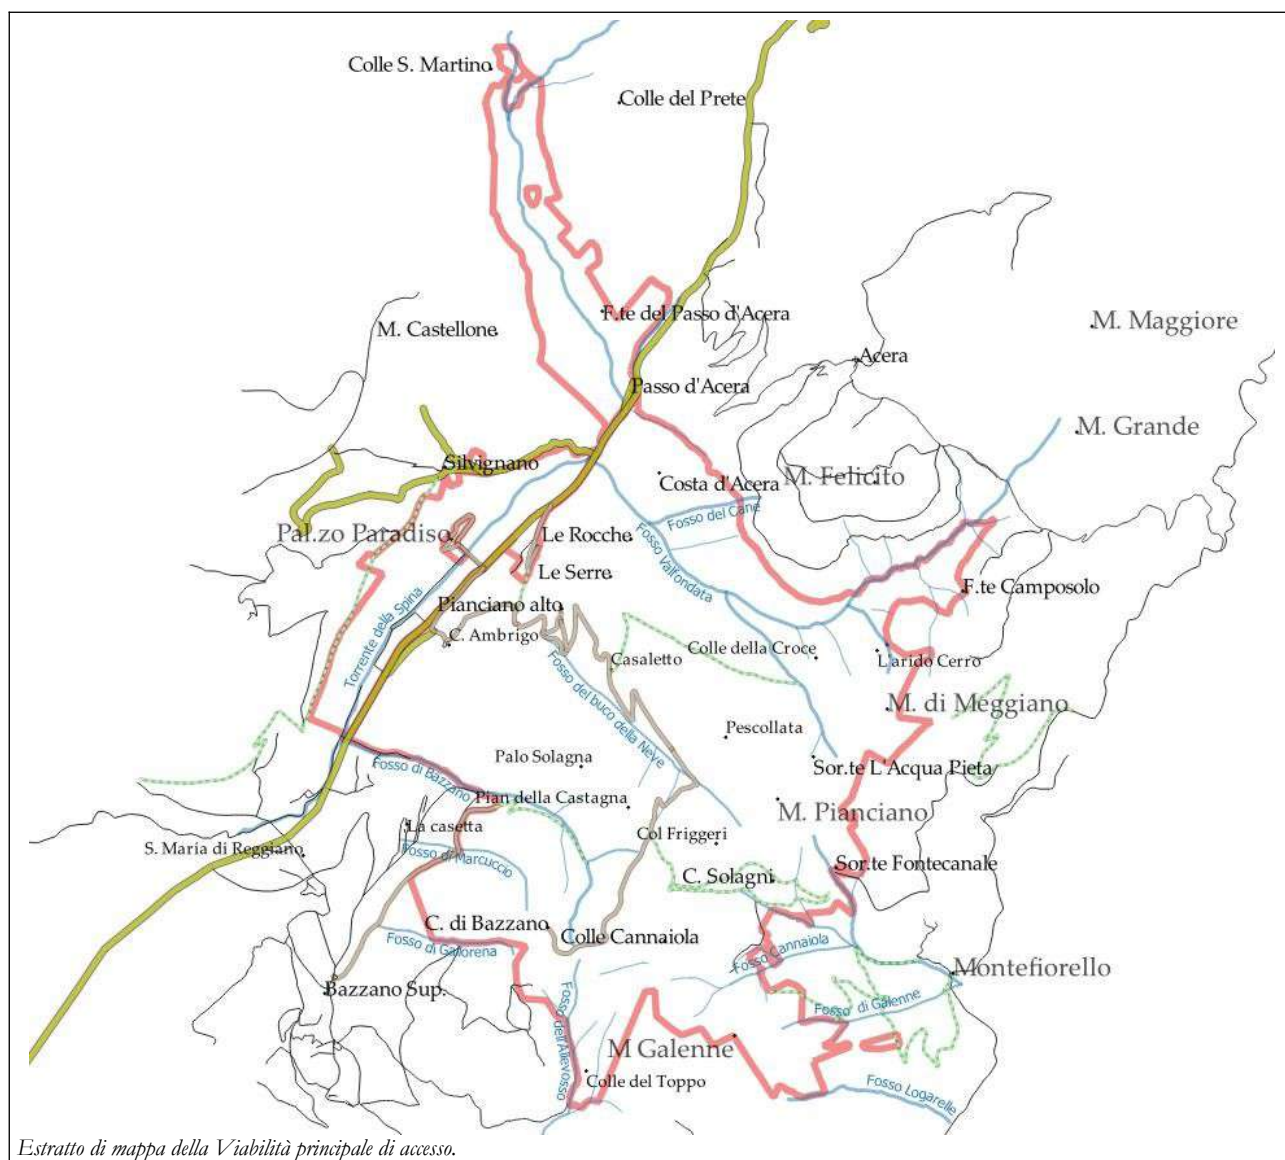 Colle S. Martino
Colle del Prete
F.te del Passo d'Acera
M. Castellone
M. Maggiore
Acera
Passo d'Acera
M. Grande
Silvignano
Costa d'Acera
M. Felicito
Fosso del Cane
Pal.zo Paradiso
Le Rocche
Fosso Valfondata
Le Serre
F.te Camposolo
Pianciano alto
Torrente della Spina
C. Ambrigo
Casaletto
Colle della Croce
L'arido Cerro
Fosso del buco della Neve
M. di Meggiano
Pescollata
Palo Solagna
Fosso di Bazzano
Sor.te L'Acqua Pieta
Pian della Castagna
M. Pianciano
La casetta
Col Friggeri
S. Maria di Reggiano
Fosso di Marcuccio
Sor.te Fontecanale
C. Solagni
C. di Bazzano
Colle Cannaiola
Fosso di Gallorena
Fosso Cannaiola
Montefiorello
Bazzano Sup.
Fosso di Galenne
Fosso dell'Allevosso
M Galenne
Colle del Toppo
Fosso Logarelle
Estratto di mappa della Viabilità principale di accesso.